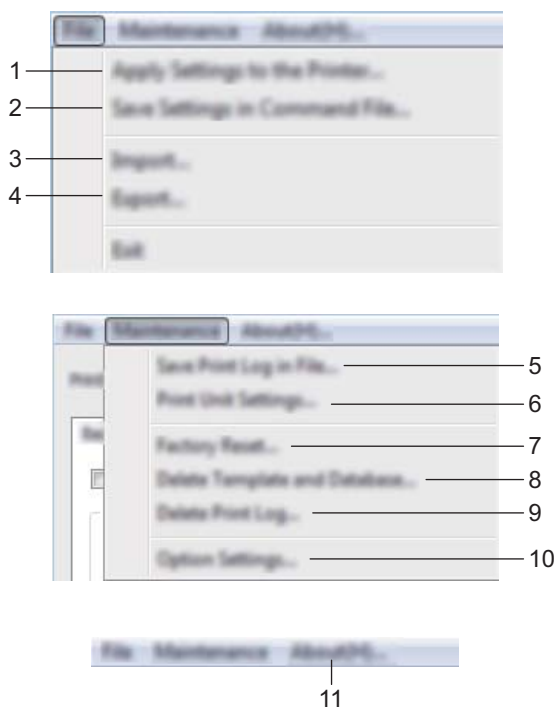 File Maintenance About(H)...
1 Apply Settings to the Printer...
2 Save Settings in Command File...
3 Import...
4 Export...
Exit
File Maintenance About(H)...
Save Print Log in File... 5
Print Unit Settings... 6
Factory Reset... 7
Delete Template and Database... 8
Delete Print Log... 9
Option Settings... 10
File Maintenance About(H)...
11